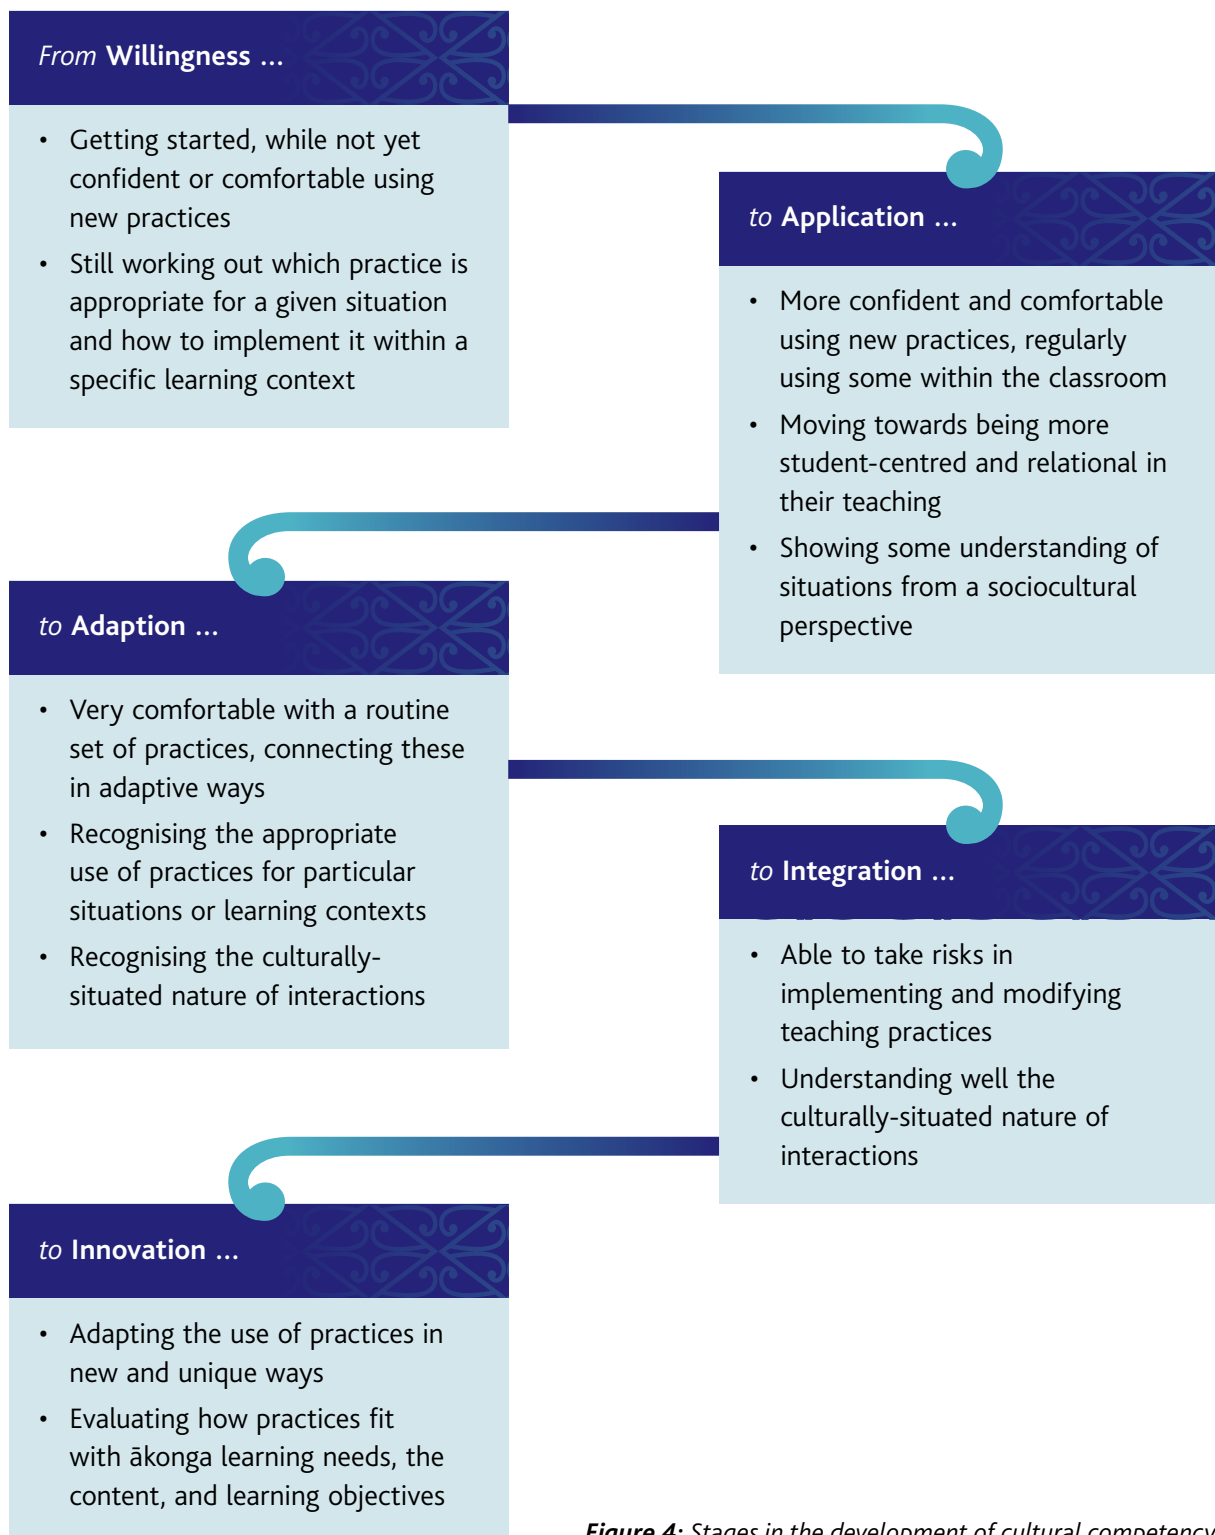 From Willingness ...
• Getting started, while not yet
confident or comfortable using
new practices
• Still working out which practice is
appropriate for a given situation
and how to implement it within a
specific learning context
to Application ...
• More confident and comfortable
using new practices, regularly
using some within the classroom
• Moving towards being more
student-centred and relational in
their teaching
• Showing some understanding of
situations from a sociocultural
perspective
to Adaption ...
• Very comfortable with a routine
set of practices, connecting these
in adaptive ways
• Recognising the appropriate
use of practices for particular
situations or learning contexts
• Recognising the culturally-
situated nature of interactions
to Integration ...
• Able to take risks in
implementing and modifying
teaching practices
• Understanding well the
culturally-situated nature of
interactions
to Innovation ...
• Adapting the use of practices in
new and unique ways
• Evaluating how practices fit
with ākonga learning needs, the
content, and learning objectives
Figure 4: Stages in the development of cultural competency